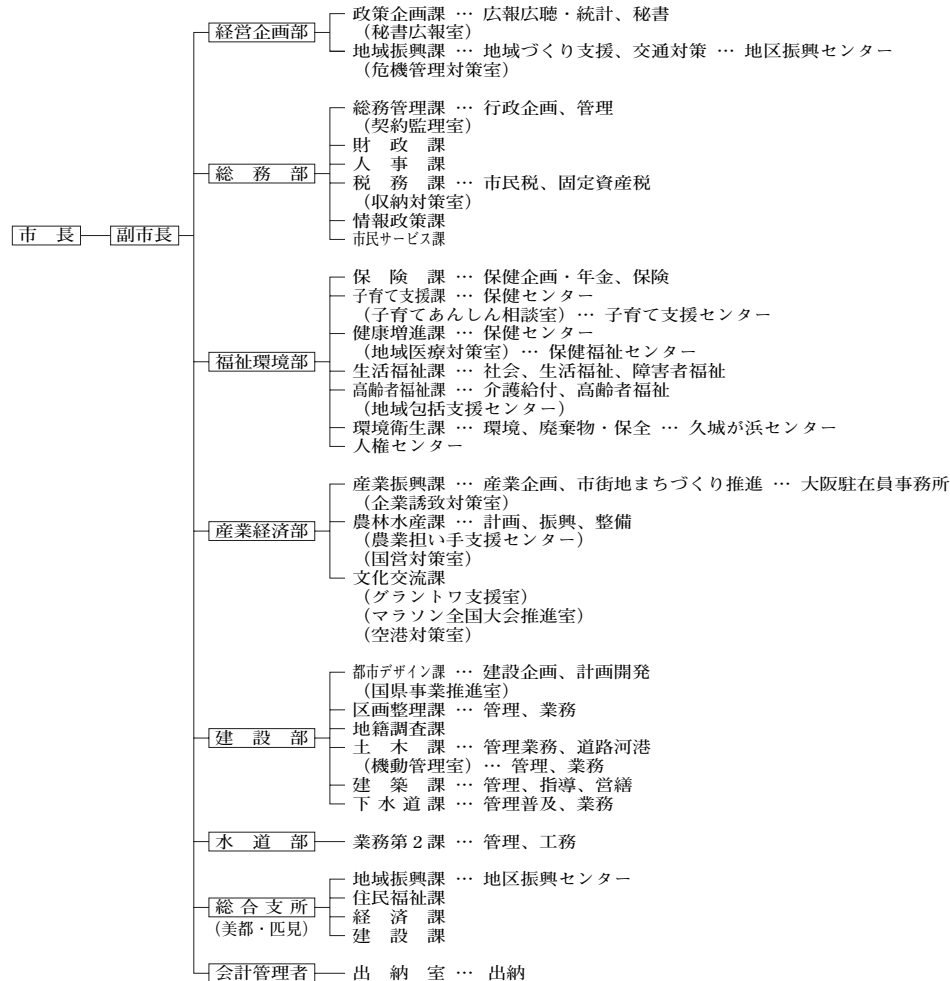 経営企画部
政策企画課 … 広報広聴・統計、秘書
（秘書広報室）
地域振興課 … 地域づくり支援、交通対策 … 地区振興センター
（危機管理対策室）
総務部
総務管理課 … 行政企画、管理
（契約監理室）
財政課
人事課
税務課 … 市民税、固定資産税
（収納対策室）
情報政策課
市民サービス課
市長
副市長
福祉環境部
保険課 … 保健企画・年金、保険
子育て支援課 … 保健センター
（子育てあんしん相談室）… 子育て支援センター
健康増進課 … 保健センター
（地域医療対策室）… 保健福祉センター
生活福祉課 … 社会、生活福祉、障害者福祉
高齢者福祉課 … 介護給付、高齢者福祉
（地域包括支援センター）
環境衛生課 … 環境、廃棄物・保全 … 久城が浜センター
人権センター
産業経済部
産業振興課 … 産業企画、市街地まちづくり推進 … 大阪駐在員事務所
（企業誘致対策室）
農林水産課 … 計画、振興、整備
（農業担い手支援センター）
（国営対策室）
文化交流課
（グラントワ支援室）
（マラソン全国大会推進室）
（空港対策室）
建設部
都市デザイン課 … 建設企画、計画開発
（国県事業推進室）
区画整理課 … 管理、業務
地籍調査課
土木課 … 管理業務、道路河港
（機動管理室）… 管理、業務
建築課 … 管理、指導、営繕
下水道課 … 管理普及、業務
水道部
業務第２課 … 管理、工務
総合支所
（美都・匹見）
地域振興課 … 地区振興センター
住民福祉課
経済課
建設課
会計管理者
出納室 … 出納